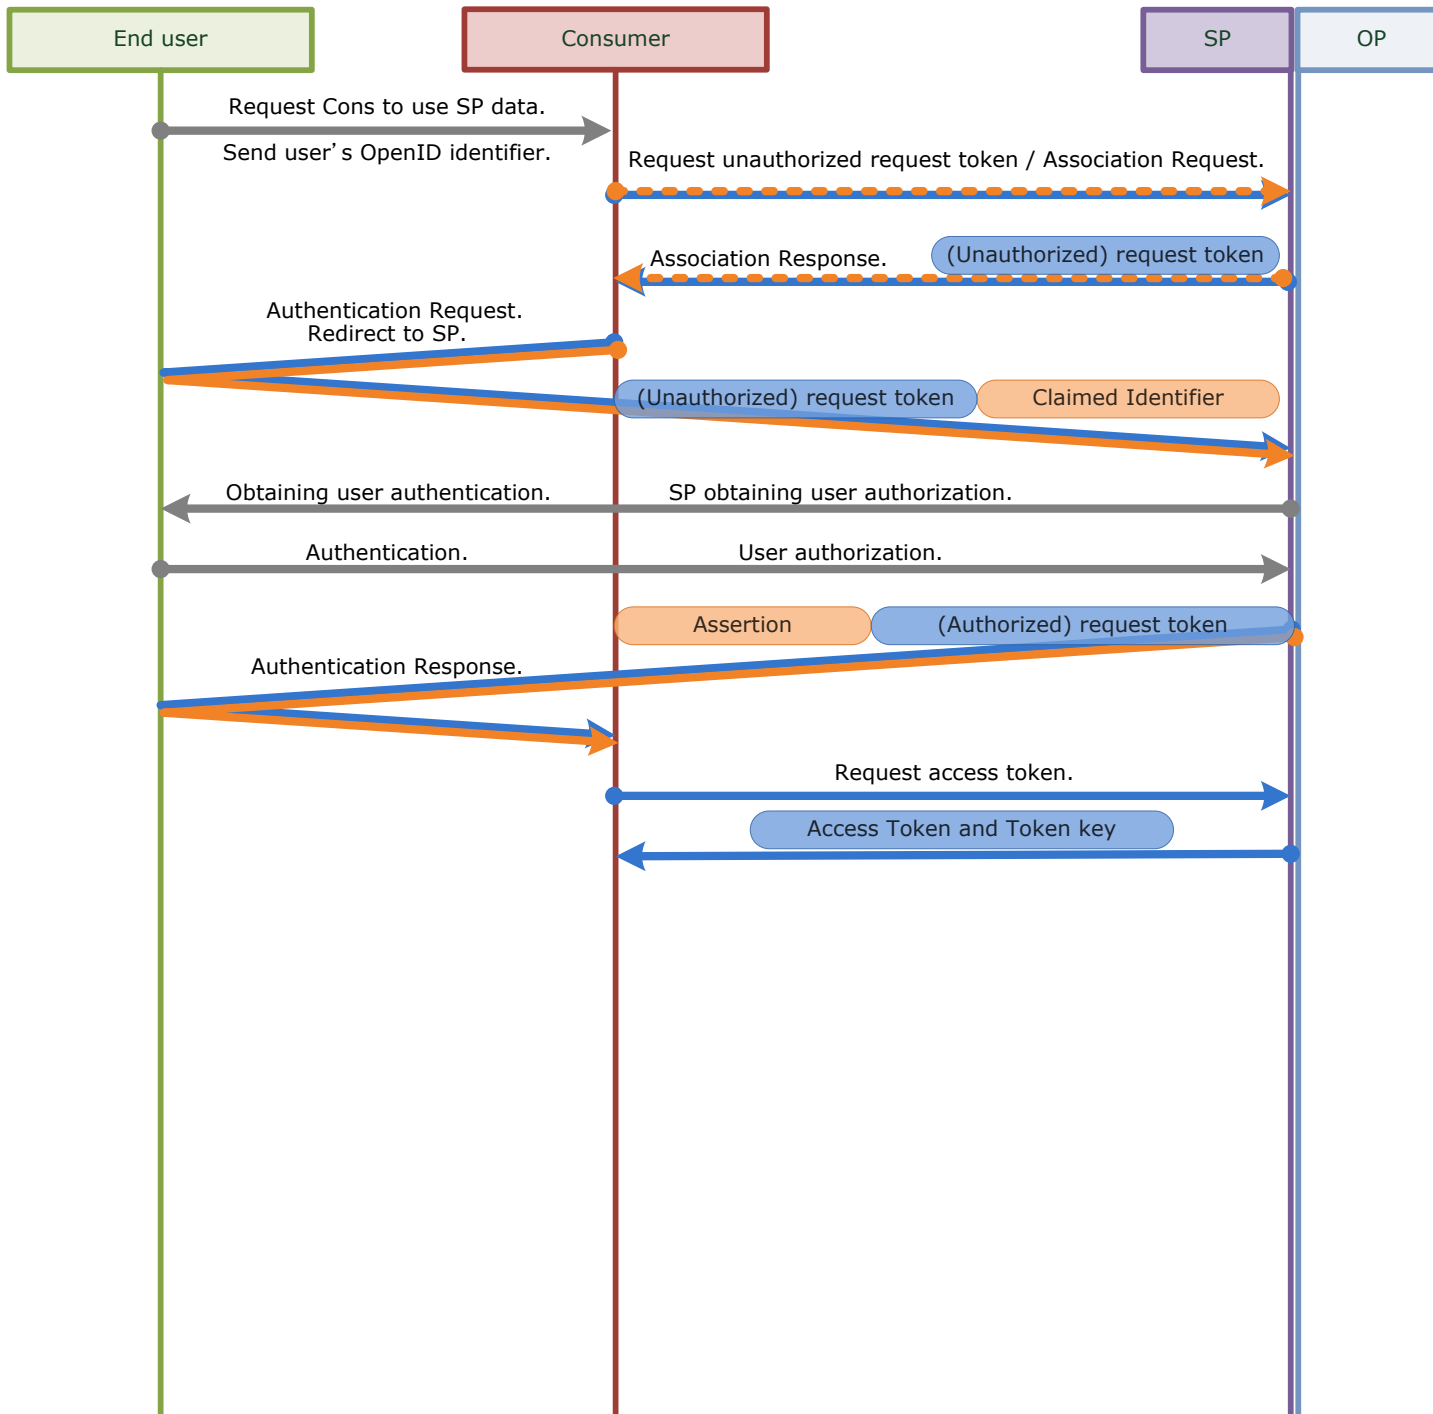 End user
Consumer
SP
OP
Request Cons to use SP data.
Send user’s OpenID identifier.
Request unauthorized request token / Association Request.
Association Response.
(Unauthorized) request token
Authentication Request.
Redirect to SP.
(Unauthorized) request token
Claimed Identifier
Obtaining user authentication.
SP obtaining user authorization.
Authentication.
User authorization.
Assertion
(Authorized) request token
Authentication Response.
Request access token.
Access Token and Token key